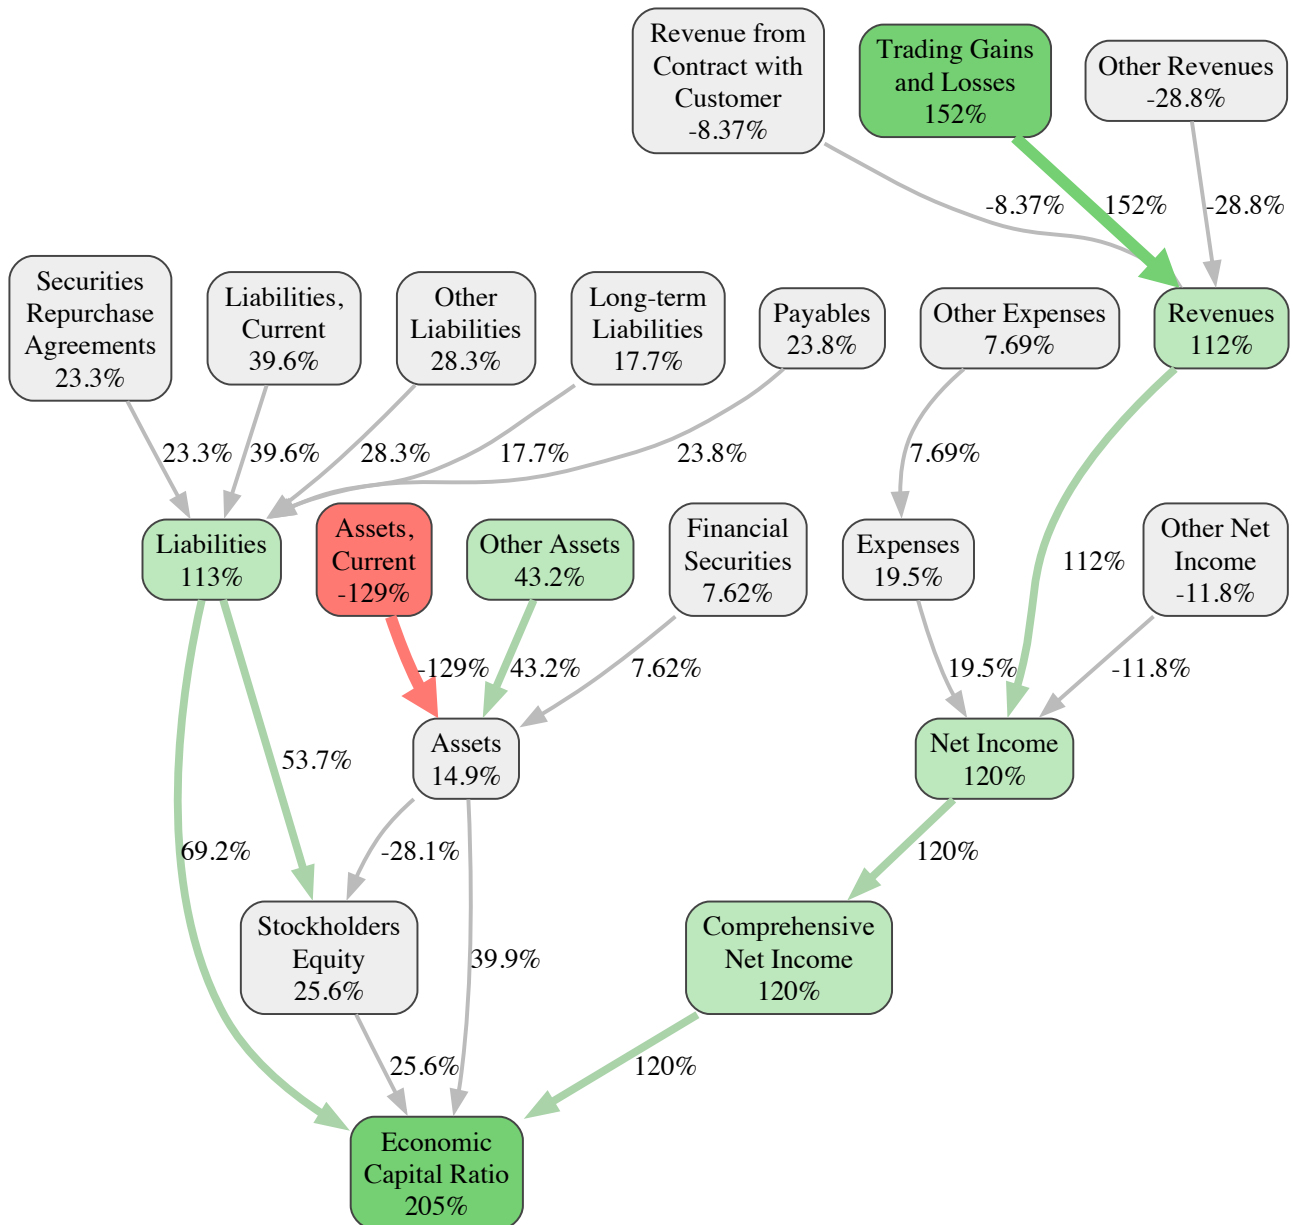 Revenue from
Contract with
Customer
-8.37%
Trading Gains
and Losses
152%
Other Revenues
-28.8%
-8.37%
152%
-28.8%
Securities
Repurchase
Agreements
23.3%
Liabilities,
Current
39.6%
Other
Liabilities
28.3%
Long-term
Liabilities
17.7%
Payables
23.8%
Other Expenses
7.69%
Revenues
112%
23.3%
39.6%
28.3%
17.7%
23.8%
7.69%
Liabilities
113%
Assets,
Current
-129%
Other Assets
43.2%
Financial
Securities
7.62%
Expenses
19.5%
112%
Other Net
Income
-11.8%
-129%
43.2%
7.62%
19.5%
-11.8%
53.7%
Assets
14.9%
Net Income
120%
69.2%
-28.1%
120%
Stockholders
Equity
25.6%
39.9%
Comprehensive
Net Income
120%
25.6%
120%
Economic
Capital Ratio
205%